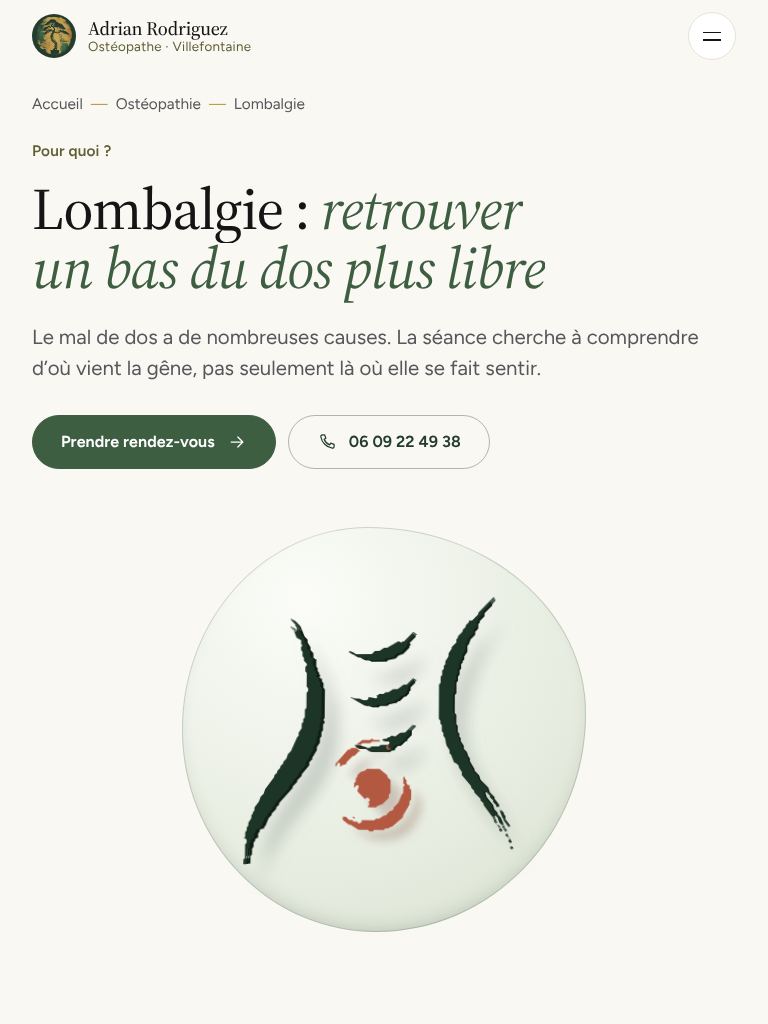 Adrian Rodriguez
Ostéopathe · Villefontaine
Accueil — Ostéopathie — Lombalgie
Pour quoi ?
Lombalgie : retrouver
un bas du dos plus libre
Le mal de dos a de nombreuses causes. La séance cherche à comprendre
d’où vient la gêne, pas seulement là où elle se fait sentir.
Prendre rendez-vous →
06 09 22 49 38